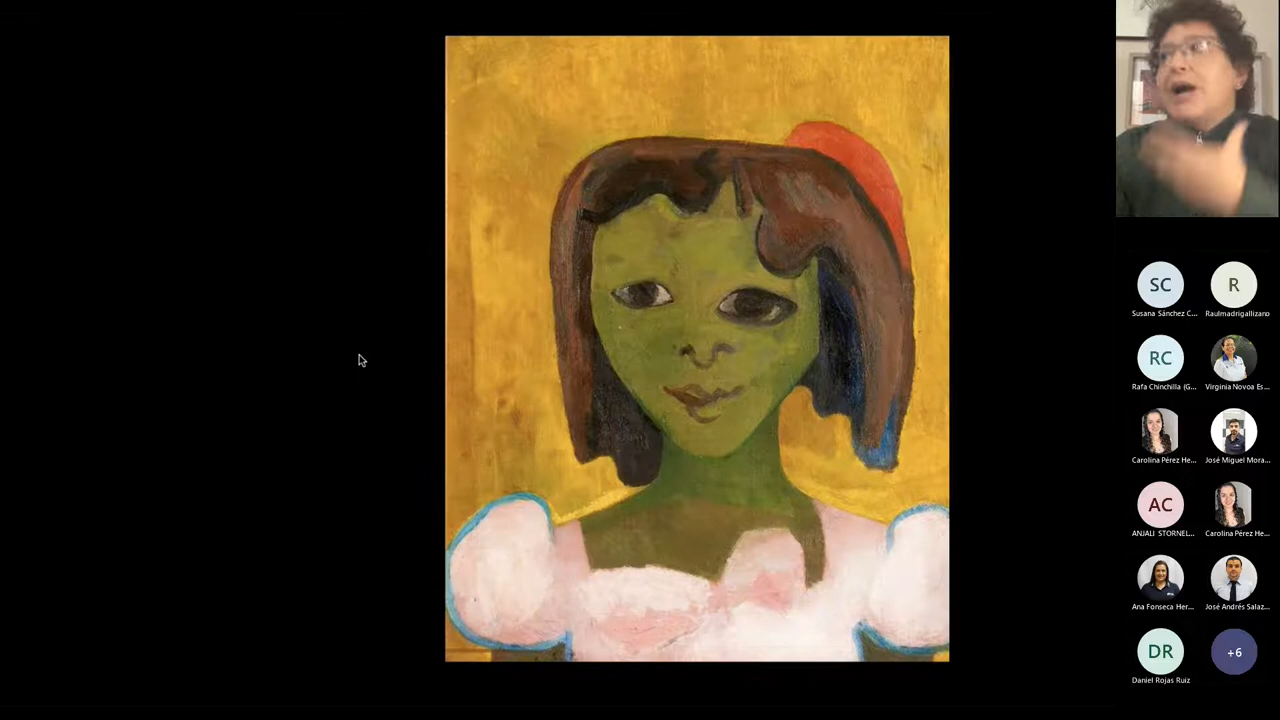 SC
R
Susana Sánchez C...
Raulmadrigallizano
RC
Rafa Chinchilla (G...
Virginia Novoa Es...
Carolina Pérez He...
José Miguel Mora...
AC
ANJALI STORNEL...
Carolina Pérez He...
Ana Fonseca Her...
José Andrés Salaz...
DR
+6
Daniel Rojas Ruiz